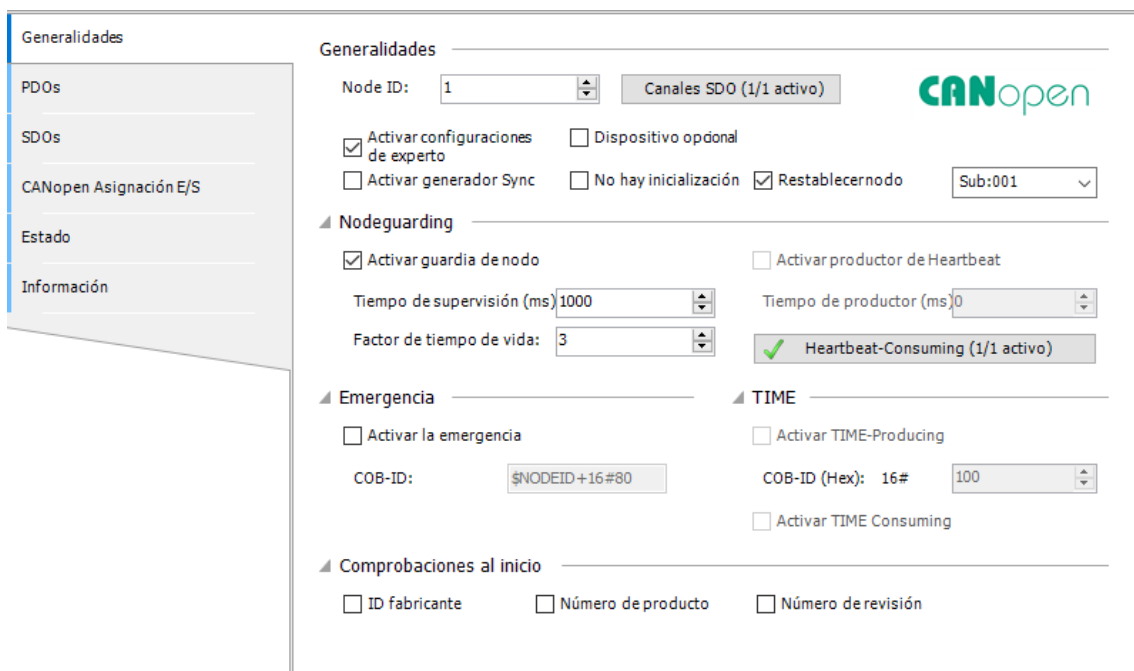 Generalidades
PDOs
SDOs
CANopen Asignación E/S
Estado
Información
Generalidades
Node ID: 1 Canales SDO (1/1 activo) CANopen
Activar configuraciones de experto Dispositivo opcional
Activar generador Sync No hay inicialización Restablecernodo Sub:001
Nodeguarding
Activar guardia de nodo Activar productor de Heartbeat
Tiempo de supervisión (ms) 1000 Tiempo de productor (ms) 0
Factor de tiempo de vida: 3 Heartbeat-Consuming (1/1 activo)
Emergencia TIME
Activar la emergencia Activar TIME-Producing
COB-ID: $NODEID+16#80 COB-ID (Hex): 16# 100
Activar TIME Consuming
Comprobaciones al inicio
ID fabricante Número de producto Número de revisión